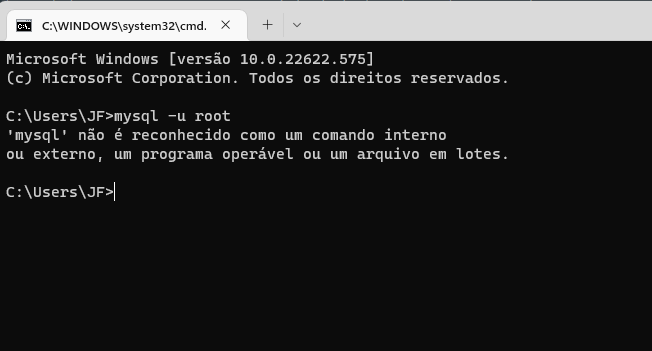 C:\WINDOWS\system32\cmd.
Microsoft Windows [versão 10.0.22622.575]
(c) Microsoft Corporation. Todos os direitos reservados.
C:\Users\JF>mysql -u root
'mysql' não é reconhecido como um comando interno
ou externo, um programa operável ou um arquivo em lotes.
C:\Users\JF>